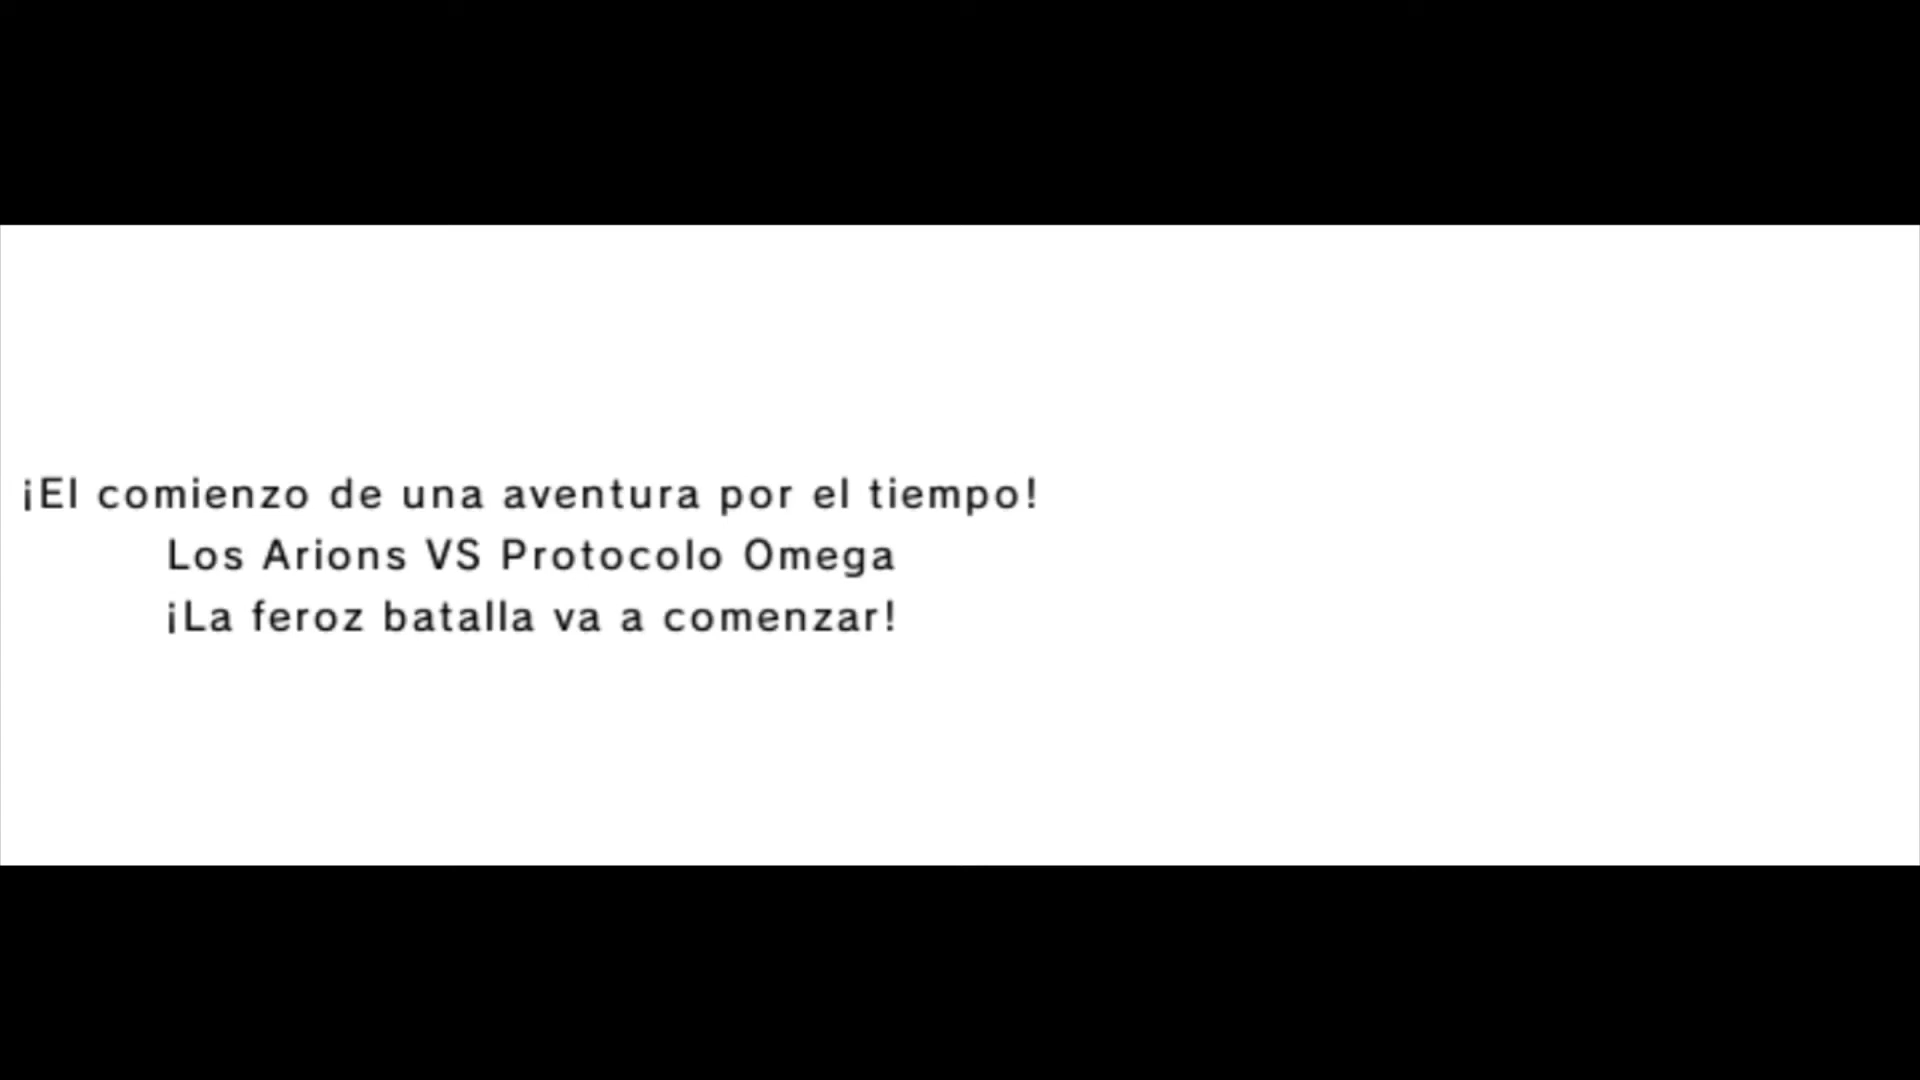 ¡El comienzo de una aventura por el tiempo!
Los Arions VS Protocolo Omega
¡La feroz batalla va a comenzar!